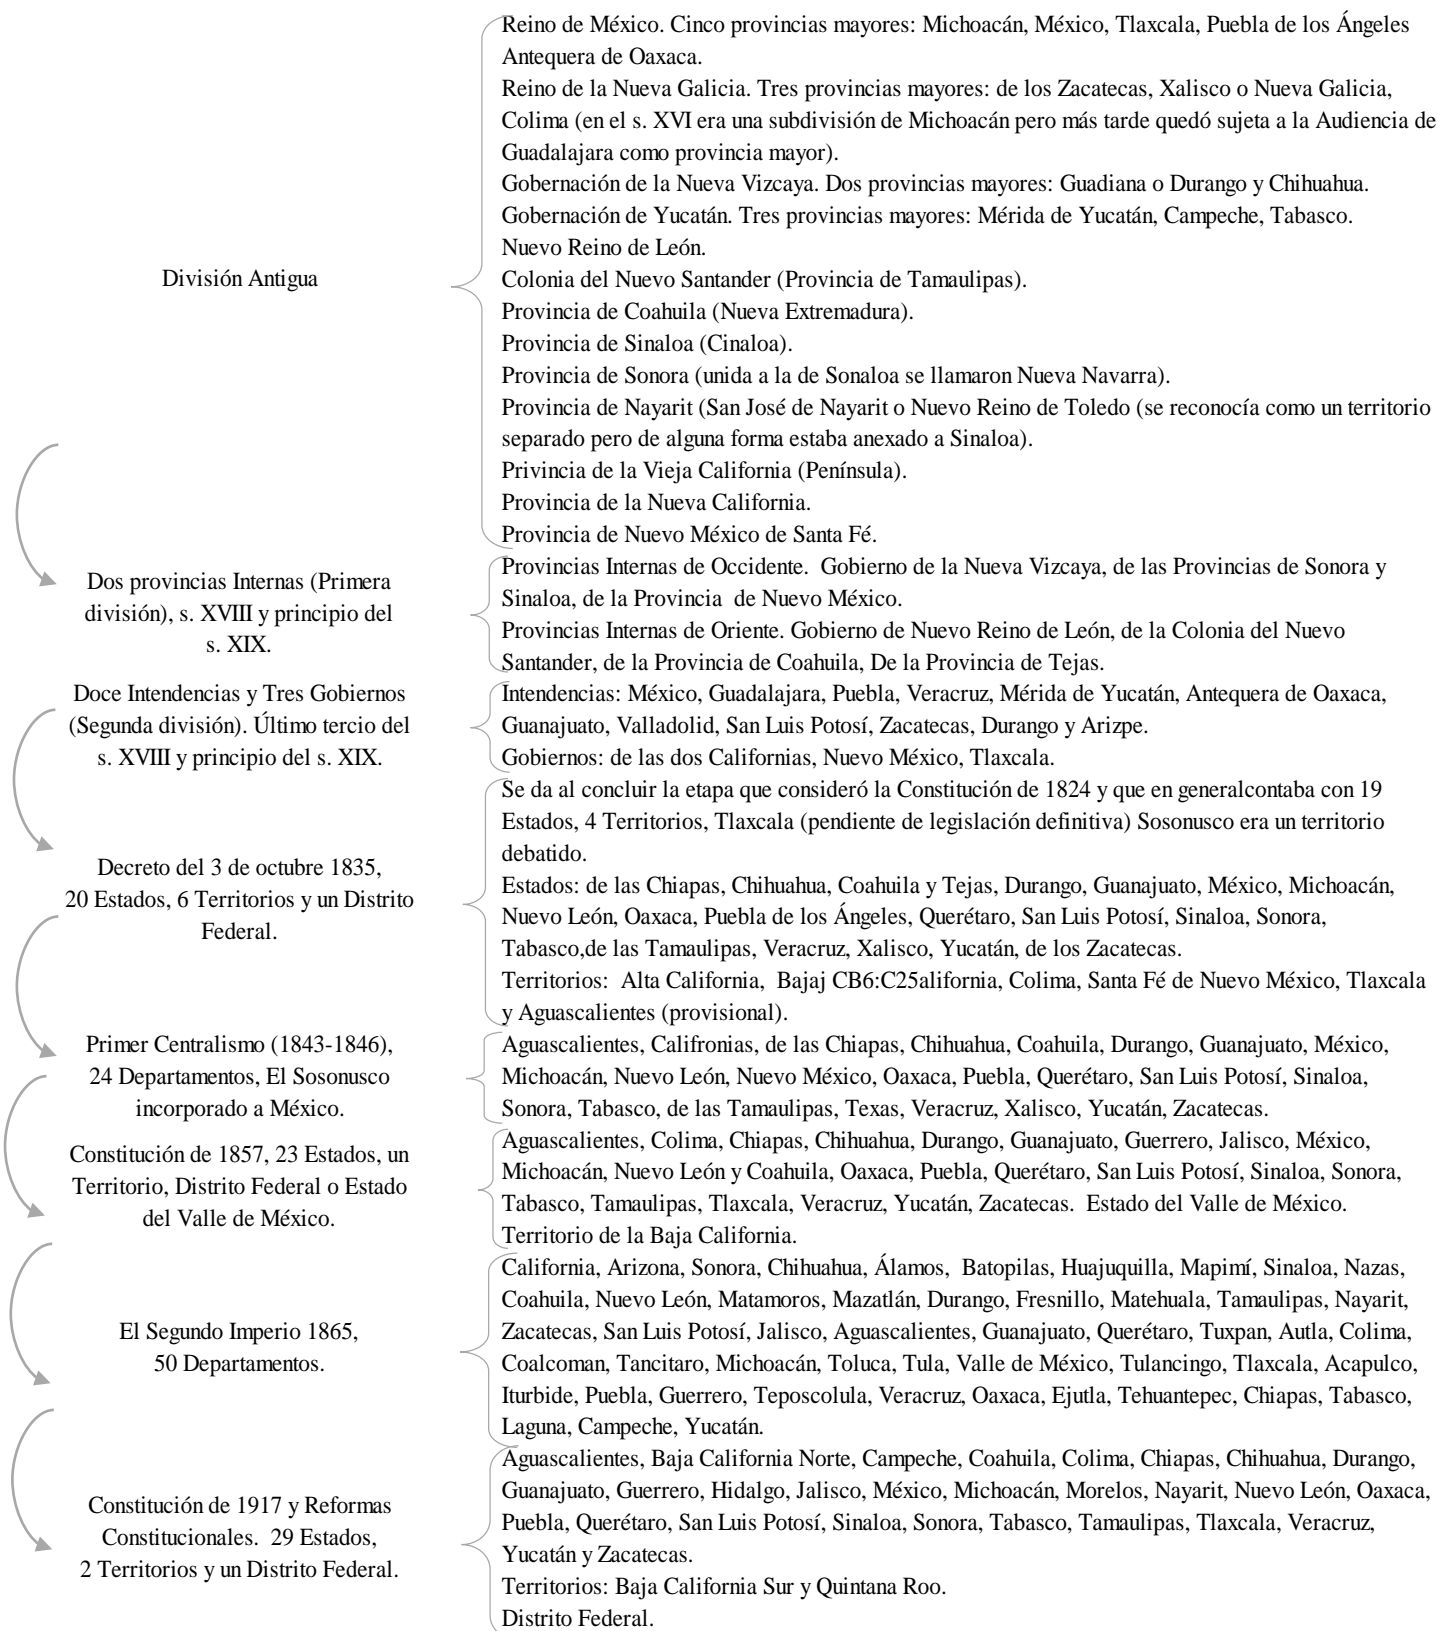 División Antigua
Reino de México. Cinco provincias mayores: Michoacán, México, Tlaxcala, Puebla de los Ángeles
Antequera de Oaxaca.
Reino de la Nueva Galicia. Tres provincias mayores: de los Zacatecas, Xalisco o Nueva Galicia,
Colima (en el s. XVI era una subdivisión de Michoacán pero más tarde quedó sujeta a la Audiencia de
Guadalajara como provincia mayor).
Gobernación de la Nueva Vizcaya. Dos provincias mayores: Guadiana o Durango y Chihuahua.
Gobernación de Yucatán. Tres provincias mayores: Mérida de Yucatán, Campeche, Tabasco.
Nuevo Reino de León.
Colonia del Nuevo Santander (Provincia de Tamaulipas).
Provincia de Coahuila (Nueva Extremadura).
Provincia de Sinaloa (Cinaloa).
Provincia de Sonora (unida a la de Sonaloa se llamaron Nueva Navarra).
Provincia de Nayarit (San José de Nayarit o Nuevo Reino de Toledo (se reconocía como un territorio
separado pero de alguna forma estaba anexado a Sinaloa).
Privincia de la Vieja California (Península).
Provincia de la Nueva California.
Provincia de Nuevo México de Santa Fé.
Dos provincias Internas (Primera
división), s. XVIII y principio del
s. XIX.
Provincias Internas de Occidente. Gobierno de la Nueva Vizcaya, de las Provincias de Sonora y
Sinaloa, de la Provincia de Nuevo México.
Provincias Internas de Oriente. Gobierno de Nuevo Reino de León, de la Colonia del Nuevo
Santander, de la Provincia de Coahuila, De la Provincia de Tejas.
Doce Intendencias y Tres Gobiernos
(Segunda división). Último tercio del
s. XVIII y principio del s. XIX.
Intendencias: México, Guadalajara, Puebla, Veracruz, Mérida de Yucatán, Antequera de Oaxaca,
Guanajuato, Valladolid, San Luis Potosí, Zacatecas, Durango y Arizpe.
Gobiernos: de las dos Californias, Nuevo México, Tlaxcala.
Decreto del 3 de octubre 1835,
20 Estados, 6 Territorios y un Distrito
Federal.
Se da al concluir la etapa que consideró la Constitución de 1824 y que en generalcontaba con 19
Estados, 4 Territorios, Tlaxcala (pendiente de legislación definitiva) Sosonusco era un territorio
debatido.
Estados: de las Chiapas, Chihuahua, Coahuila y Tejas, Durango, Guanajuato, México, Michoacán,
Nuevo León, Oaxaca, Puebla de los Ángeles, Querétaro, San Luis Potosí, Sinaloa, Sonora,
Tabasco,de las Tamaulipas, Veracruz, Xalisco, Yucatán, de los Zacatecas.
Territorios: Alta California, Bajaj CB6:C25alifornia, Colima, Santa Fé de Nuevo México, Tlaxcala
y Aguascalientes (provisional).
Primer Centralismo (1843-1846),
24 Departamentos, El Sosonusco
incorporado a México.
Aguascalientes, Califronias, de las Chiapas, Chihuahua, Coahuila, Durango, Guanajuato, México,
Michoacán, Nuevo León, Nuevo México, Oaxaca, Puebla, Querétaro, San Luis Potosí, Sinaloa,
Sonora, Tabasco, de las Tamaulipas, Texas, Veracruz, Xalisco, Yucatán, Zacatecas.
Constitución de 1857, 23 Estados, un
Territorio, Distrito Federal o Estado
del Valle de México.
Aguascalientes, Colima, Chiapas, Chihuahua, Durango, Guanajuato, Guerrero, Jalisco, México,
Michoacán, Nuevo León y Coahuila, Oaxaca, Puebla, Querétaro, San Luis Potosí, Sinaloa, Sonora,
Tabasco, Tamaulipas, Tlaxcala, Veracruz, Yucatán, Zacatecas. Estado del Valle de México.
Territorio de la Baja California.
El Segundo Imperio 1865,
50 Departamentos.
California, Arizona, Sonora, Chihuahua, Álamos, Batopilas, Huajuquilla, Mapimí, Sinaloa, Nazas,
Coahuila, Nuevo León, Matamoros, Mazatlán, Durango, Fresnillo, Matehuala, Tamaulipas, Nayarit,
Zacatecas, San Luis Potosí, Jalisco, Aguascalientes, Guanajuato, Querétaro, Tuxpan, Autla, Colima,
Coalcoman, Tancitaro, Michoacán, Toluca, Tula, Valle de México, Tulancingo, Tlaxcala, Acapulco,
Iturbide, Puebla, Guerrero, Teposcolula, Veracruz, Oaxaca, Ejutla, Tehuantepec, Chiapas, Tabasco,
Laguna, Campeche, Yucatán.
Constitución de 1917 y Reformas
Constitucionales. 29 Estados,
2 Territorios y un Distrito Federal.
Aguascalientes, Baja California Norte, Campeche, Coahuila, Colima, Chiapas, Chihuahua, Durango,
Guanajuato, Guerrero, Hidalgo, Jalisco, México, Michoacán, Morelos, Nayarit, Nuevo León, Oaxaca,
Puebla, Querétaro, San Luis Potosí, Sinaloa, Sonora, Tabasco, Tamaulipas, Tlaxcala, Veracruz,
Yucatán y Zacatecas.
Territorios: Baja California Sur y Quintana Roo.
Distrito Federal.